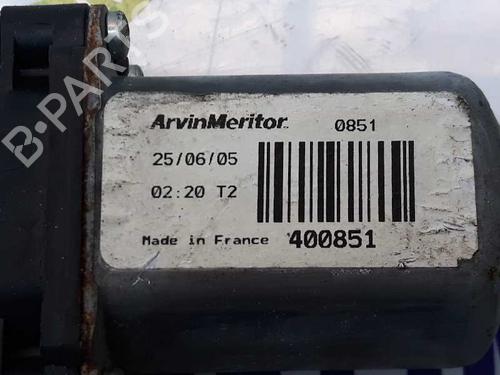 B-PARTS
ArvinMeritor 0851
25/06/05
02:20 T2
Made in France 400851